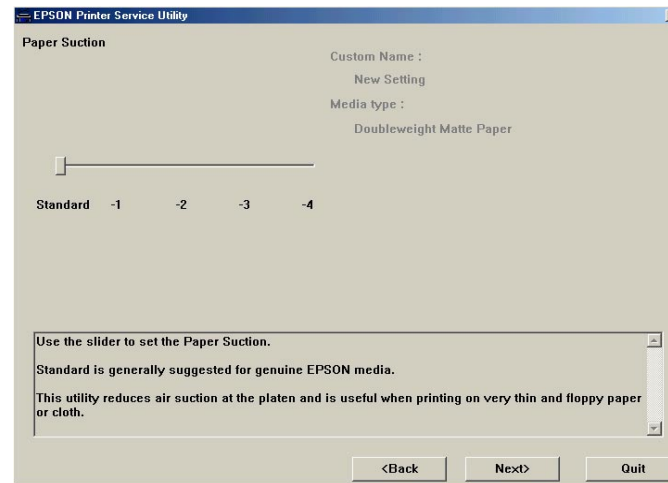 EPSON Printer Service Utility
Paper Suction
Custom Name :
New Setting
Media type :
Doubleweight Matte Paper
Standard -1 -2 -3 -4
Use the slider to set the Paper Suction.
Standard is generally suggested for genuine EPSON media.
This utility reduces air suction at the platen and is useful when printing on very thin and floppy paper
or cloth.
<Back Next> Quit